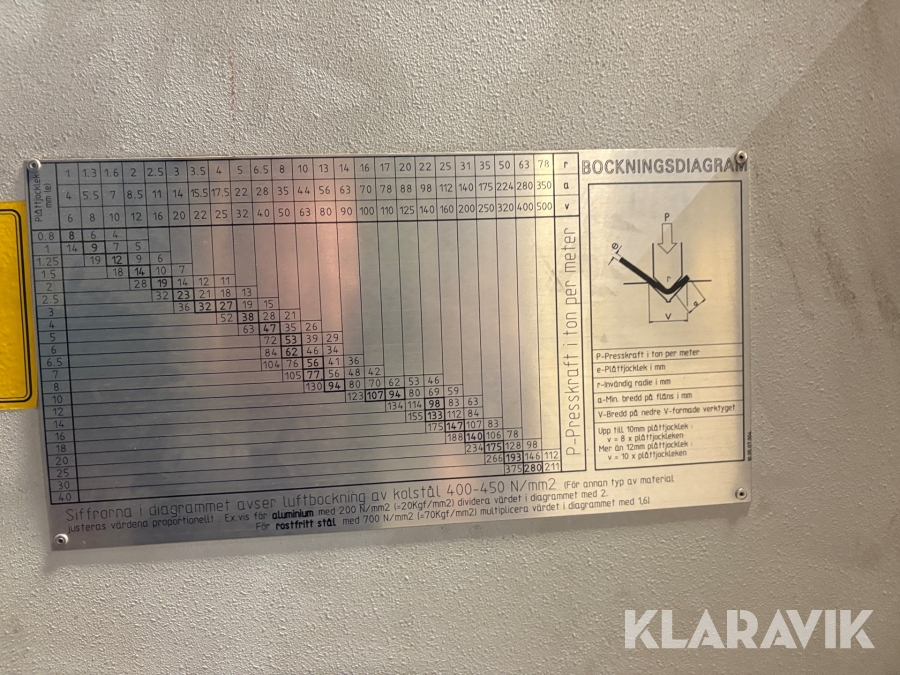 BOCKNINGSDIAGRAM
Plåttjocklek mm (e)
1 1.3 1.6 2 2.5 3 3.5 4 5 6.5 8 10 13 14 16 17 20 22 25 31 35 50 63 78 r
4 5.5 7 8.5 11 14 15.5 17.5 22 28 35 44 56 63 70 78 88 98 112 140 175 224 280 350 a
6 8 10 12 16 20 22 25 32 40 50 63 80 90 100 110 125 140 160 200 250 320 400 500 v
0.8 8 6 4
1 14 9 7 5
1.25 19 12 9 6
1.5 18 14 10 7
2 28 19 14 12 11
2.5 32 23 21 18 13
3 36 32 27 19 15
4 52 38 28 21
5 63 47 35 26
6 72 53 39 29
6.5 84 62 46 34
7 104 76 56 41 36
8 105 77 56 48 42
10 130 94 80 70 62 53 46
12 123 107 94 80 69 59
14 134 114 98 83 63
16 155 133 112 84
18 175 147 107 83
20 188 140 106 78
25 234 175 128 98
30 266 193 146 112
40 375 280 211
P-Presskraft i ton per meter
P
e
r
a
V
P-Presskraft i ton per meter
e-Plåttjocklek i mm
r-Invändig radie i mm
a-Min. bredd på fläns i mm
V-Bredd på nedre V-formade verktyget
Upp till 10mm plåttjocklek :
v = 8 x plåttjockleken
Mer än 12mm plåttjocklek :
v = 10 x plåttjockleken
Siffrorna i diagrammet avser luftbockning av kolstål 400-450 N/mm2 (För annan typ av material
justeras värdena proportionellt . Ex.vis för aluminium med 200 N/mm2 (=20Kgf/mm2) dividera värdet i diagrammet med 2.
För rostfritt stål med 700 N/mm2 (=70Kgf/mm2) multiplicera värdet i diagrammet med 1,6)
KLARAVIK